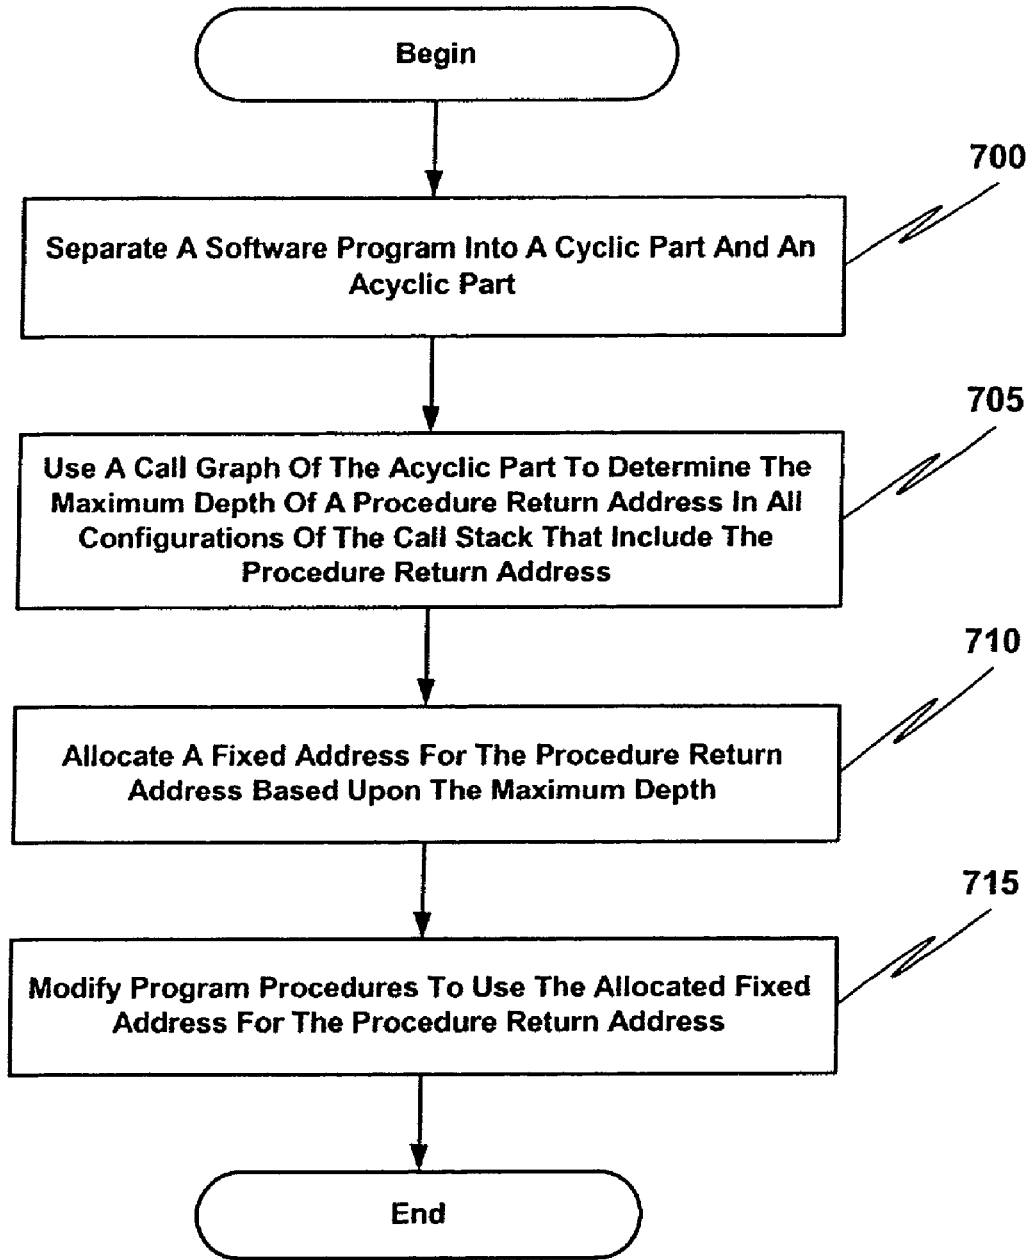 Begin
700
Separate A Software Program Into A Cyclic Part And An
Acyclic Part
705
Use A Call Graph Of The Acyclic Part To Determine The
Maximum Depth Of A Procedure Return Address In All
Configurations Of The Call Stack That Include The
Procedure Return Address
710
Allocate A Fixed Address For The Procedure Return
Address Based Upon The Maximum Depth
715
Modify Program Procedures To Use The Allocated Fixed
Address For The Procedure Return Address
End